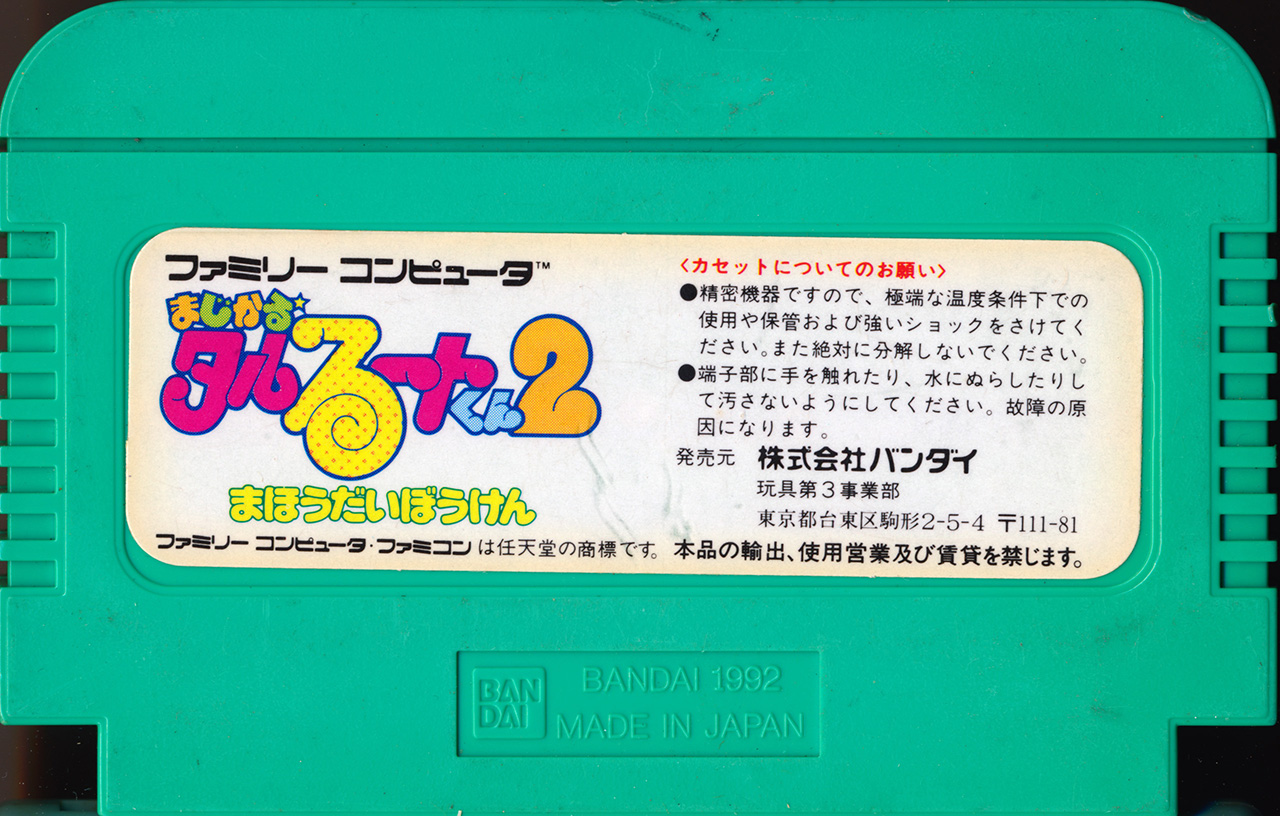 ファミリー コンピュータ™
まじかる☆
タルるートくん2
まほうだいぼうけん
ファミリー コンピュータ・ファミコン は任天堂の商標です。
〈カセットについてのお願い〉
●精密機器ですので、極端な温度条件下での
使用や保管および強いショックをさけてく
ださい。また絶対に分解しないでください。
●端子部に手を触れたり、水にぬらしたりし
て汚さないようにしてください。故障の原
因になります。
発売元 株式会社バンダイ
玩具第3事業部
東京都台東区駒形2-5-4 〒111-81
本品の輸出、使用営業及び賃貸を禁じます。
BAN
DAI
BANDAI 1992
MADE IN JAPAN